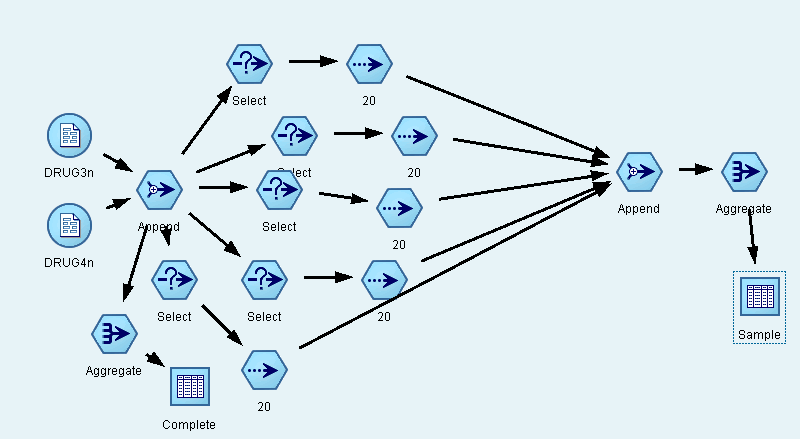 Select
20
DRUG3n
Select
20
Append
Select
20
DRUG4n
Append
Aggregate
Select
Select
20
Sample
Aggregate
20
Complete